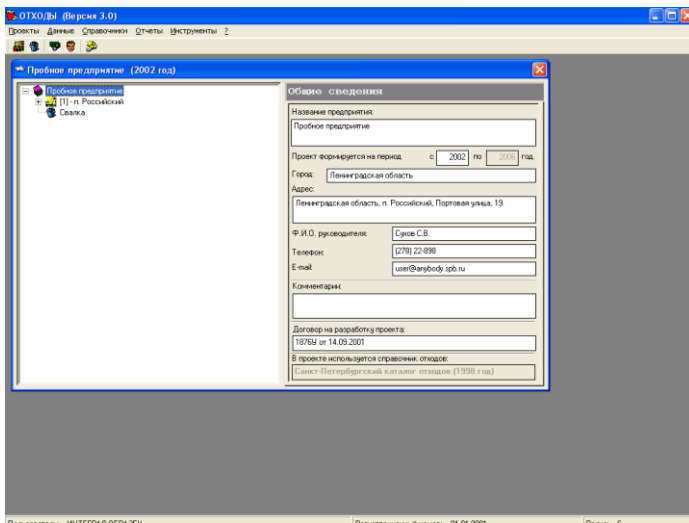 ОТХОДЫ (Версия 3.0)
Проекты Данные Справочники Отчеты Инструменты ?
Пробное предприятие (2002 год)
Пробное предприятие
[1] - п. Российский
Свалка
Общие сведения
Название предприятия:
Пробное предприятие
Проект формируется на период с 2002 по 2006 год.
Город: Ленинградская область
Адрес:
Ленинградская область, п. Российский, Портовая улица, 19.
Ф.И.О. руководителя: Сухов С.В.
Телефон: (278) 22-898
E-mail: user@anybody.spb.ru
Комментарии:
Договор на разработку проекта:
от 14.09.2001
В проекте используется справочник отходов:
Санкт-Петербургский каталог отходов (1998 год)